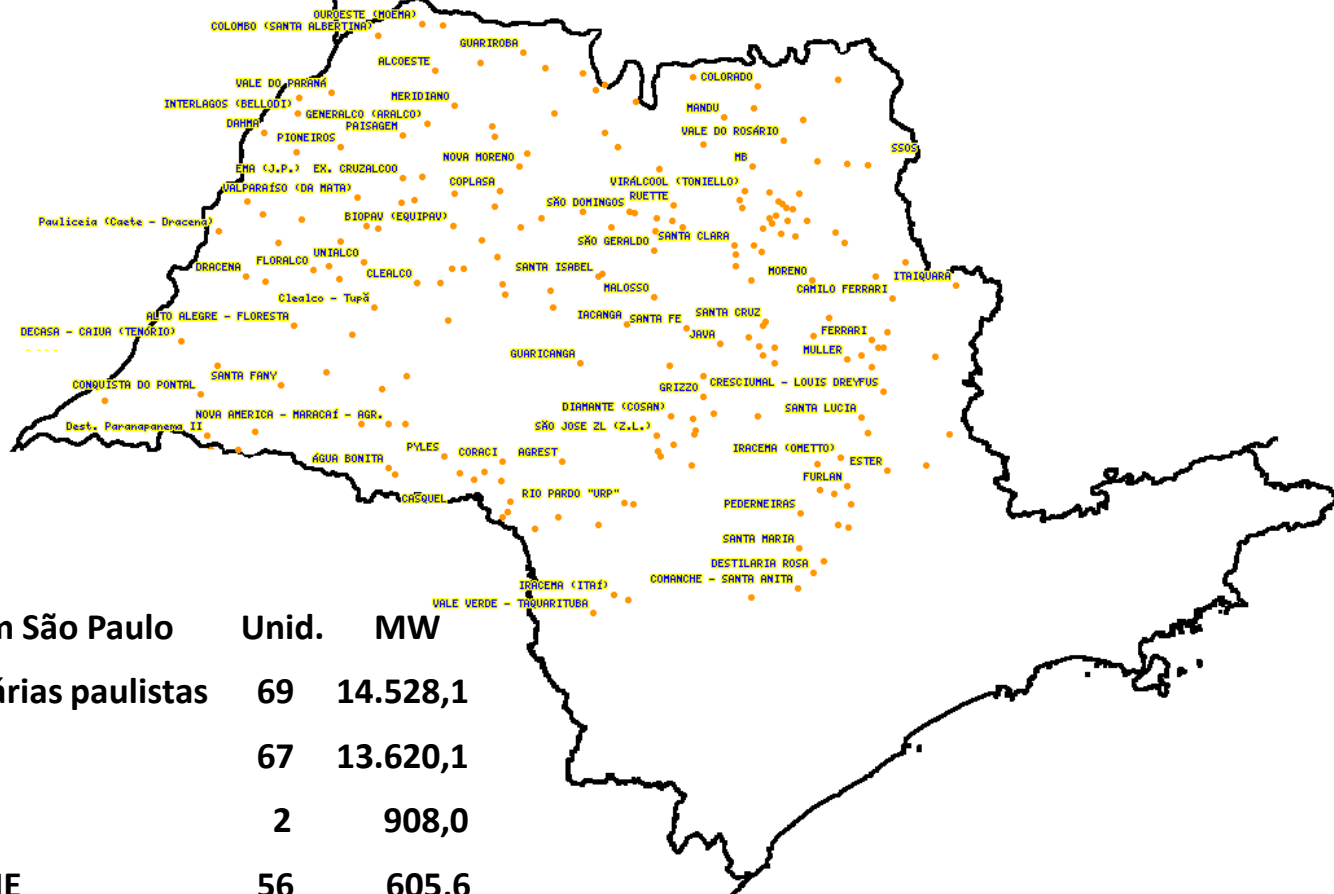 OUROESTE (MOEMA)
COLOMBO (SANTA ALBERTINA)
GUARIROBA
ALCOESTE
COLORADO
VALE DO PARANÁ
MERIDIANO
INTERLAGOS (BELLODI)
MANDU
GENERALCO (ARALCO)
DAHMA
PAISAGEM
VALE DO ROSÁRIO
PIONEIROS
SSOS
NOVA MORENO
MB
EMA (J.P.)
EX. CRUZALCOO
COPLASA
VIRÁLCOOL (TONIELLO)
VALPARAÍSO (DA MATA)
RUETTE
SÃO DOMINGOS
BIOPAV (EQUIPAV)
Pauliceia (Caete - Dracena)
SANTA CLARA
SÃO GERALDO
UNIALCO
FLORALCO
DRACENA
SANTA ISABEL
CLEALCO
MORENO
ITAIQUARA
MALOSSO
CAMILO FERRARI
Clealco - Tupã
ALTO ALEGRE - FLORESTA
IACANGA
SANTA FE
SANTA CRUZ
DECASA - CAIUA (TENÓRIO)
JAVA
FERRARI
MULLER
GUARICANGA
SANTA FANY
CONQUISTA DO PONTAL
GRIZZO
CRESCIUMAL - LOUIS DREYFUS
DIAMANTE (COSAN)
SANTA LUCIA
NOVA AMERICA - MARACAÍ - AGR.
Dest. Paranapanema II
SÃO JOSE ZL (Z.L.)
PYLES
CORACI
AGREST
IRACEMA (OMETTO)
ÁGUA BONITA
ESTER
FURLAN
CASQUEL
RIO PARDO "URP"
PEDERNEIRAS
SANTA MARIA
DESTILARIA ROSA
COMANCHE - SANTA ANITA
IRACEMA (ITAÍ)
VALE VERDE - TAQUARITUBA
São Paulo Unid. MW
paulistas 69 14.528,1
67 13.620,1
2 908,0
56 605,6